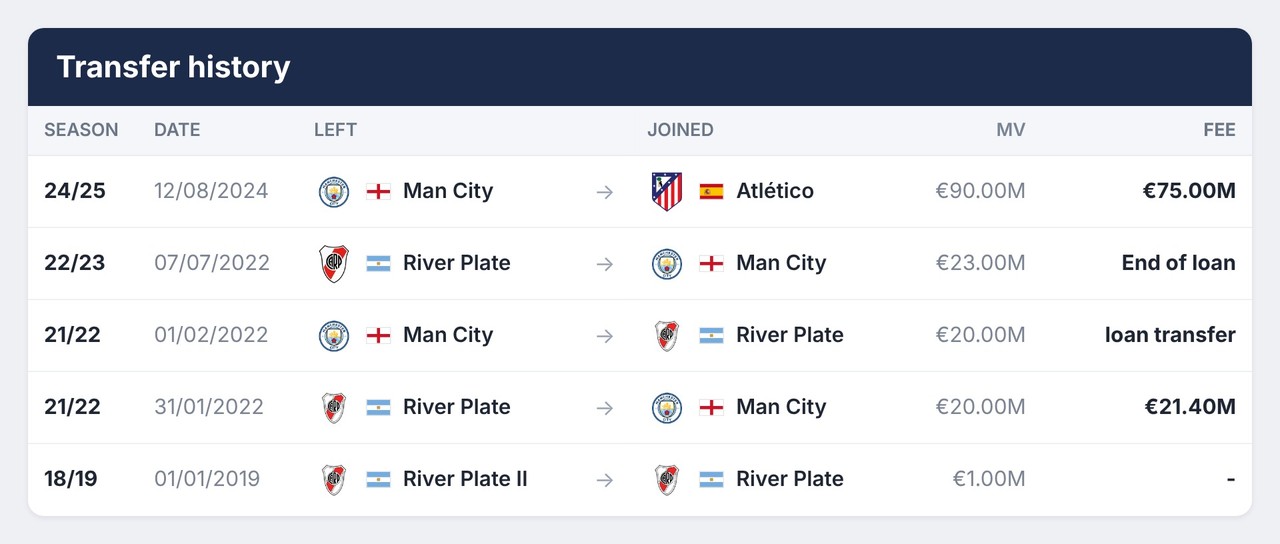 Transfer history
SEASON DATE LEFT JOINED MV FEE
24/25 12/08/2024 Man City → Atlético €90.00M €75.00M
22/23 07/07/2022 River Plate → Man City €23.00M End of loan
21/22 01/02/2022 Man City → River Plate €20.00M loan transfer
21/22 31/01/2022 River Plate → Man City €20.00M €21.40M
18/19 01/01/2019 River Plate II → River Plate €1.00M -